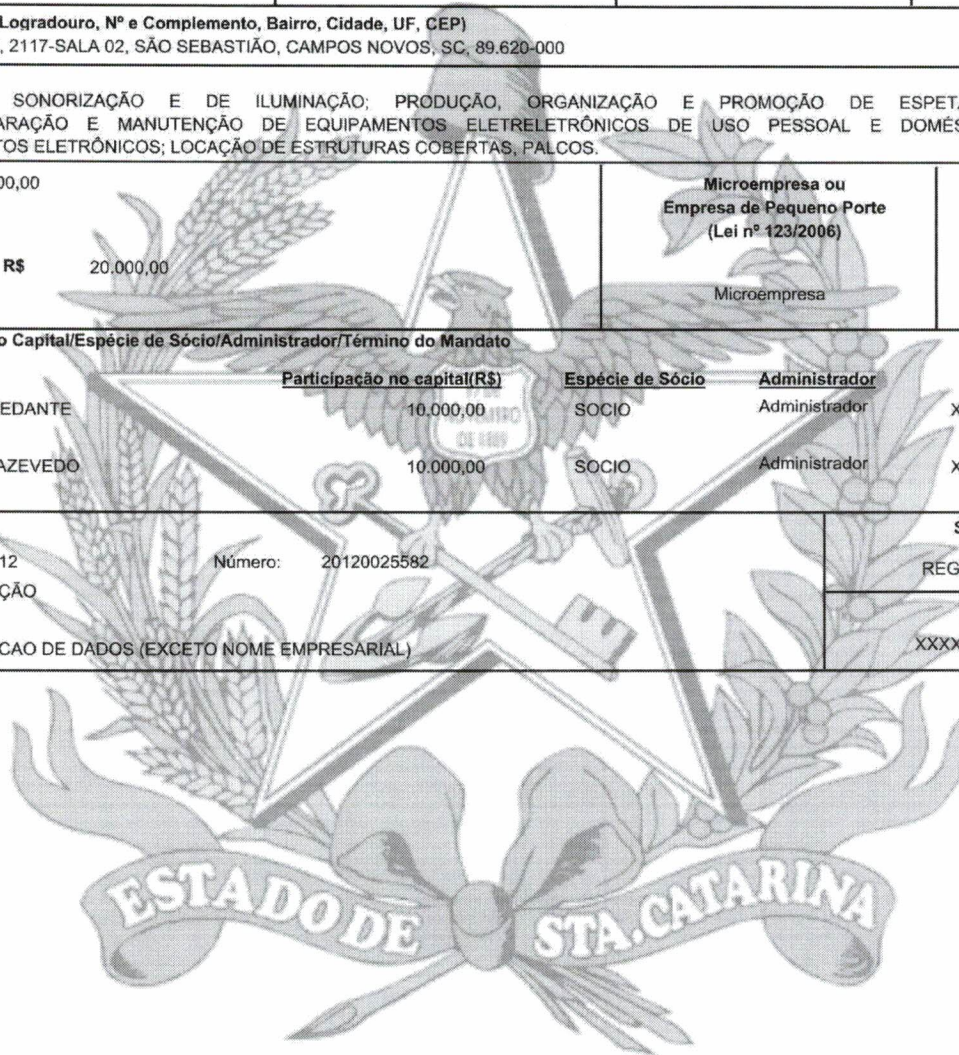 Logradouro, Nº e Complemento, Bairro, Cidade, UF, CEP)
, 2117-SALA 02, SÃO SEBASTIÃO, CAMPOS NOVOS, SC, 89.620-000
SONORIZAÇÃO E DE ILUMINAÇÃO; PRODUÇÃO, ORGANIZAÇÃO E PROMOÇÃO DE ESPET
ARAÇÃO E MANUTENÇÃO DE EQUIPAMENTOS ELETRELETRÔNICOS DE USO PESSOAL E DOMÉS
TOS ELETRÔNICOS; LOCAÇÃO DE ESTRUTURAS COBERTAS, PALCOS.
00,00
Microempresa ou
Empresa de Pequeno Porte
(Lei nº 123/2006)
R$ 20.000,00
Microempresa
o Capital/Espécie de Sócio/Administrador/Término do Mandato
Participação no capital(R$) Espécie de Sócio Administrador
EDANTE 10.000,00 SOCIO Administrador X
AZEVEDO 10.000,00 SOCIO Administrador X
17 DE
NOVEMBRO
DE 1889
S
12 Número: 20120025582
REG
ÇÃO
CAO DE DADOS (EXCETO NOME EMPRESARIAL)
XXXX
ESTADO DE STA. CATARINA